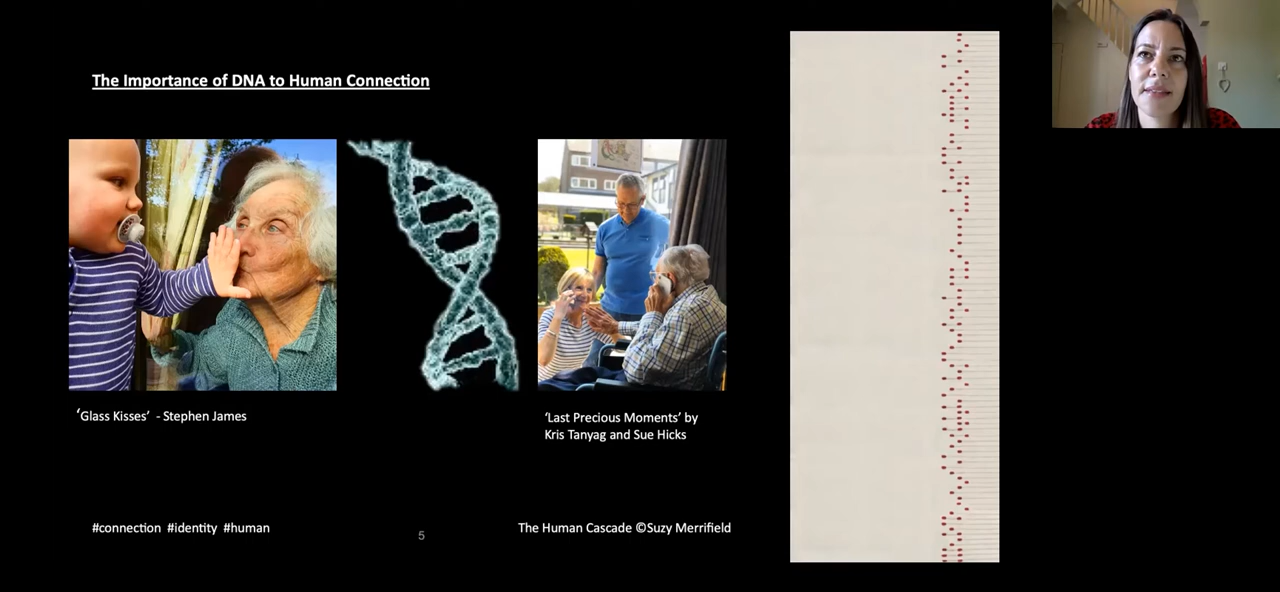 The Importance of DNA to Human Connection
‘Glass Kisses’ - Stephen James
‘Last Precious Moments’ by
Kris Tanyag and Sue Hicks
#connection #identity #human
5
The Human Cascade ©Suzy Merrifield